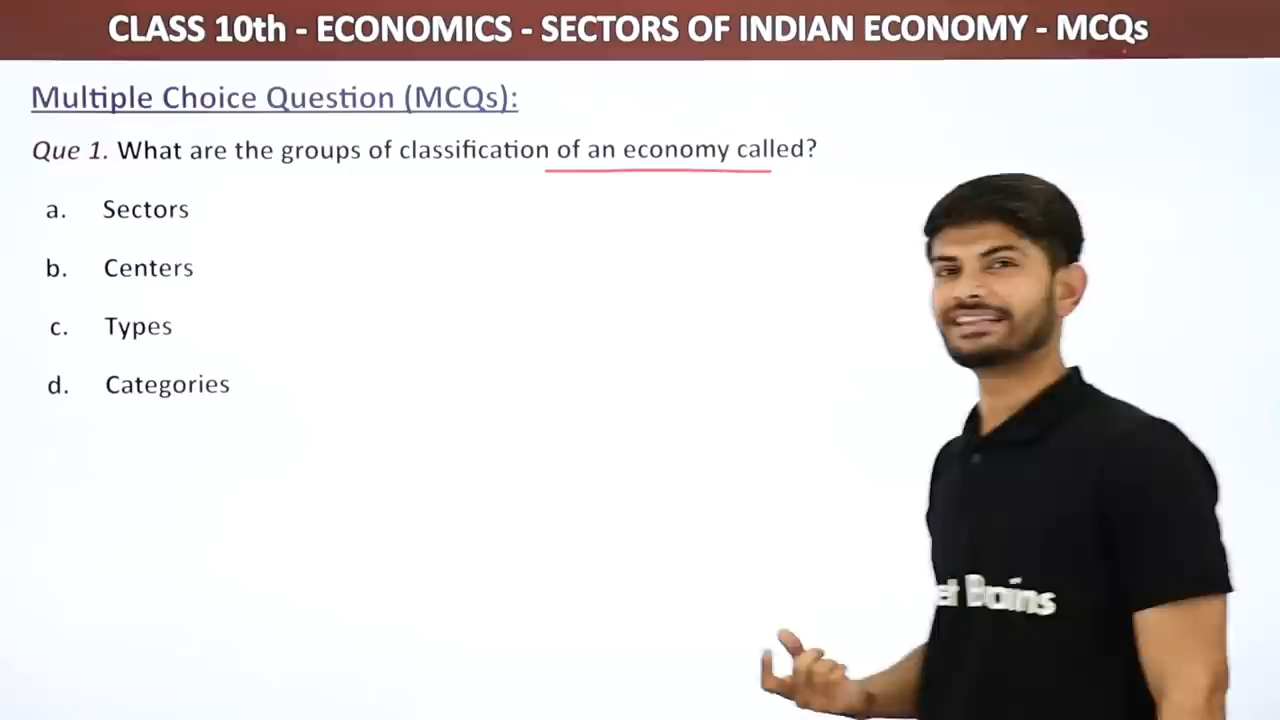 CLASS 10th - ECONOMICS - SECTORS OF INDIAN ECONOMY - MCQs
Multiple Choice Question (MCQs):
Que 1. What are the groups of classification of an economy called?
a. Sectors
b. Centers
c. Types
d. Categories